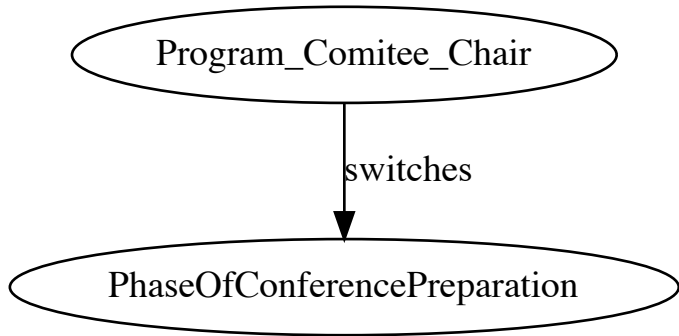 Program_Comitee_Chair
switches
PhaseOfConferencePreparation